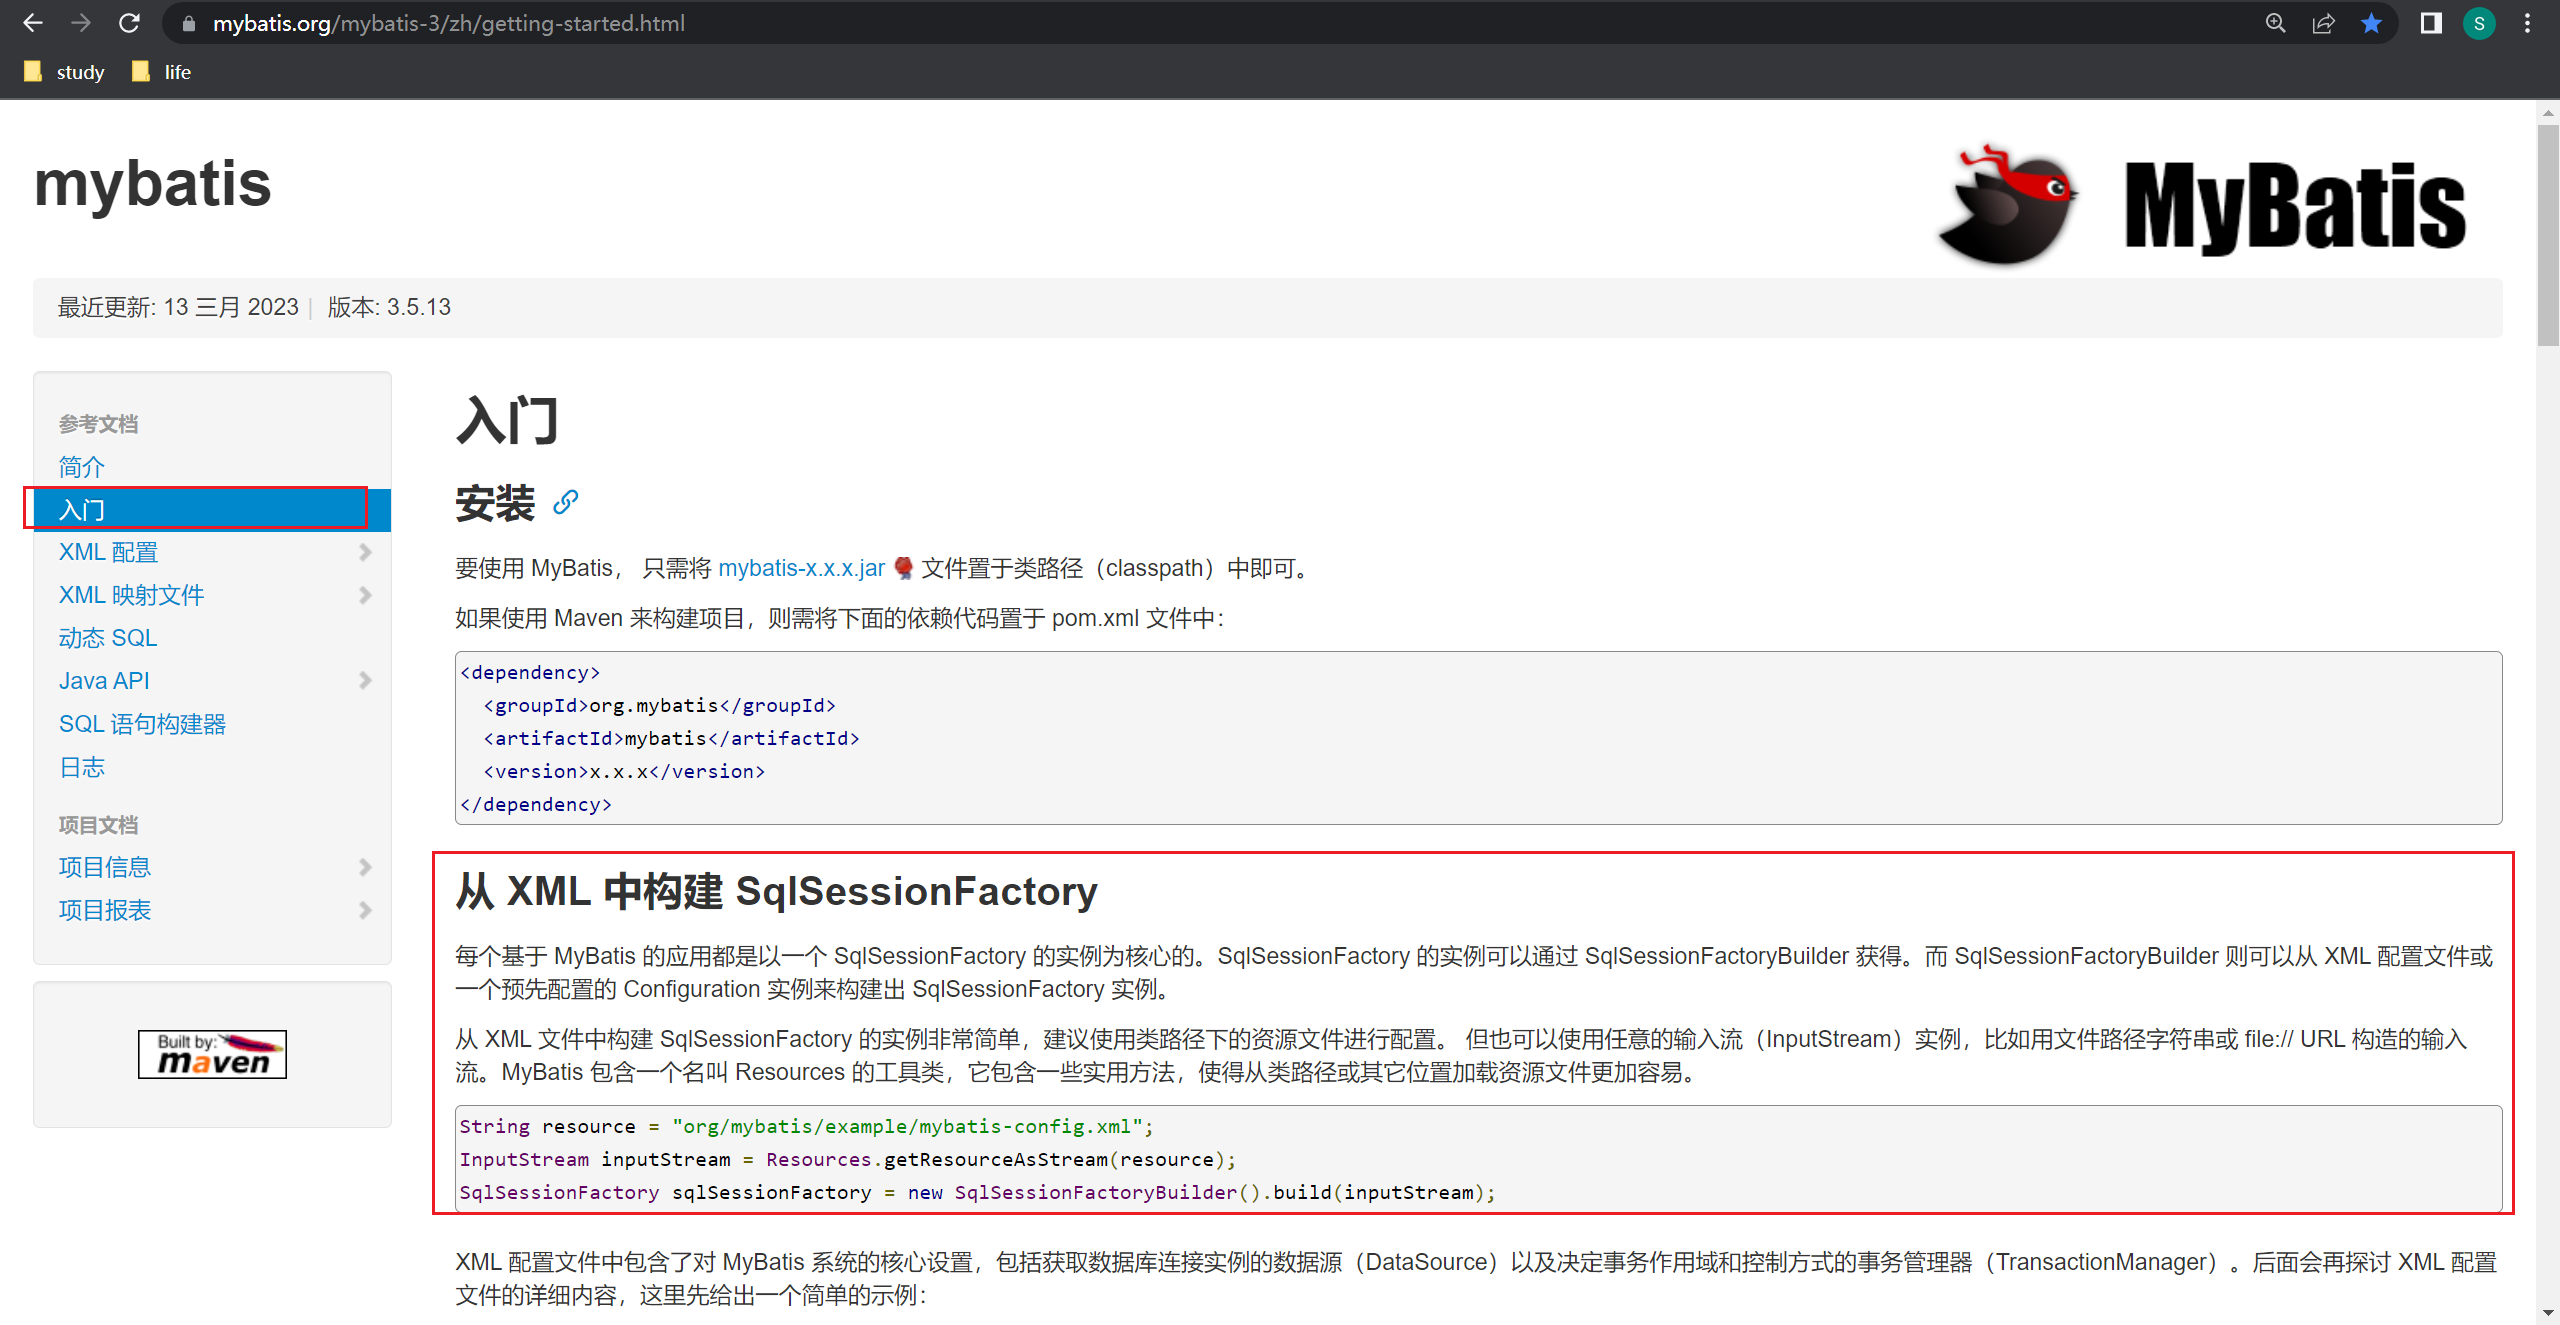 mybatis.org/mybatis-3/zh/getting-started.html
S
study
life
mybatis
MyBatis
最近更新: 13 三月 2023 | 版本: 3.5.13
参考文档
简介
入门
XML 配置
XML 映射文件
动态 SQL
Java API
SQL 语句构建器
日志
项目文档
项目信息
项目报表
Built by:
maven
入门
安装
要使用 MyBatis， 只需将 mybatis-x.x.x.jar 文件置于类路径（classpath）中即可。
如果使用 Maven 来构建项目，则需将下面的依赖代码置于 pom.xml 文件中：
<dependency>
  <groupId>org.mybatis</groupId>
  <artifactId>mybatis</artifactId>
  <version>x.x.x</version>
</dependency>
从 XML 中构建 SqlSessionFactory
每个基于 MyBatis 的应用都是以一个 SqlSessionFactory 的实例为核心的。SqlSessionFactory 的实例可以通过 SqlSessionFactoryBuilder 获得。而 SqlSessionFactoryBuilder 则可以从 XML 配置文件或
一个预先配置的 Configuration 实例来构建出 SqlSessionFactory 实例。
从 XML 文件中构建 SqlSessionFactory 的实例非常简单，建议使用类路径下的资源文件进行配置。 但也可以使用任意的输入流（InputStream）实例，比如用文件路径字符串或 file:// URL 构造的输入
流。MyBatis 包含一个名叫 Resources 的工具类，它包含一些实用方法，使得从类路径或其它位置加载资源文件更加容易。
String resource = "org/mybatis/example/mybatis-config.xml";
InputStream inputStream = Resources.getResourceAsStream(resource);
SqlSessionFactory sqlSessionFactory = new SqlSessionFactoryBuilder().build(inputStream);
XML 配置文件中包含了对 MyBatis 系统的核心设置，包括获取数据库连接实例的数据源（DataSource）以及决定事务作用域和控制方式的事务管理器（TransactionManager）。后面会再探讨 XML 配置
文件的详细内容，这里先给出一个简单的示例：